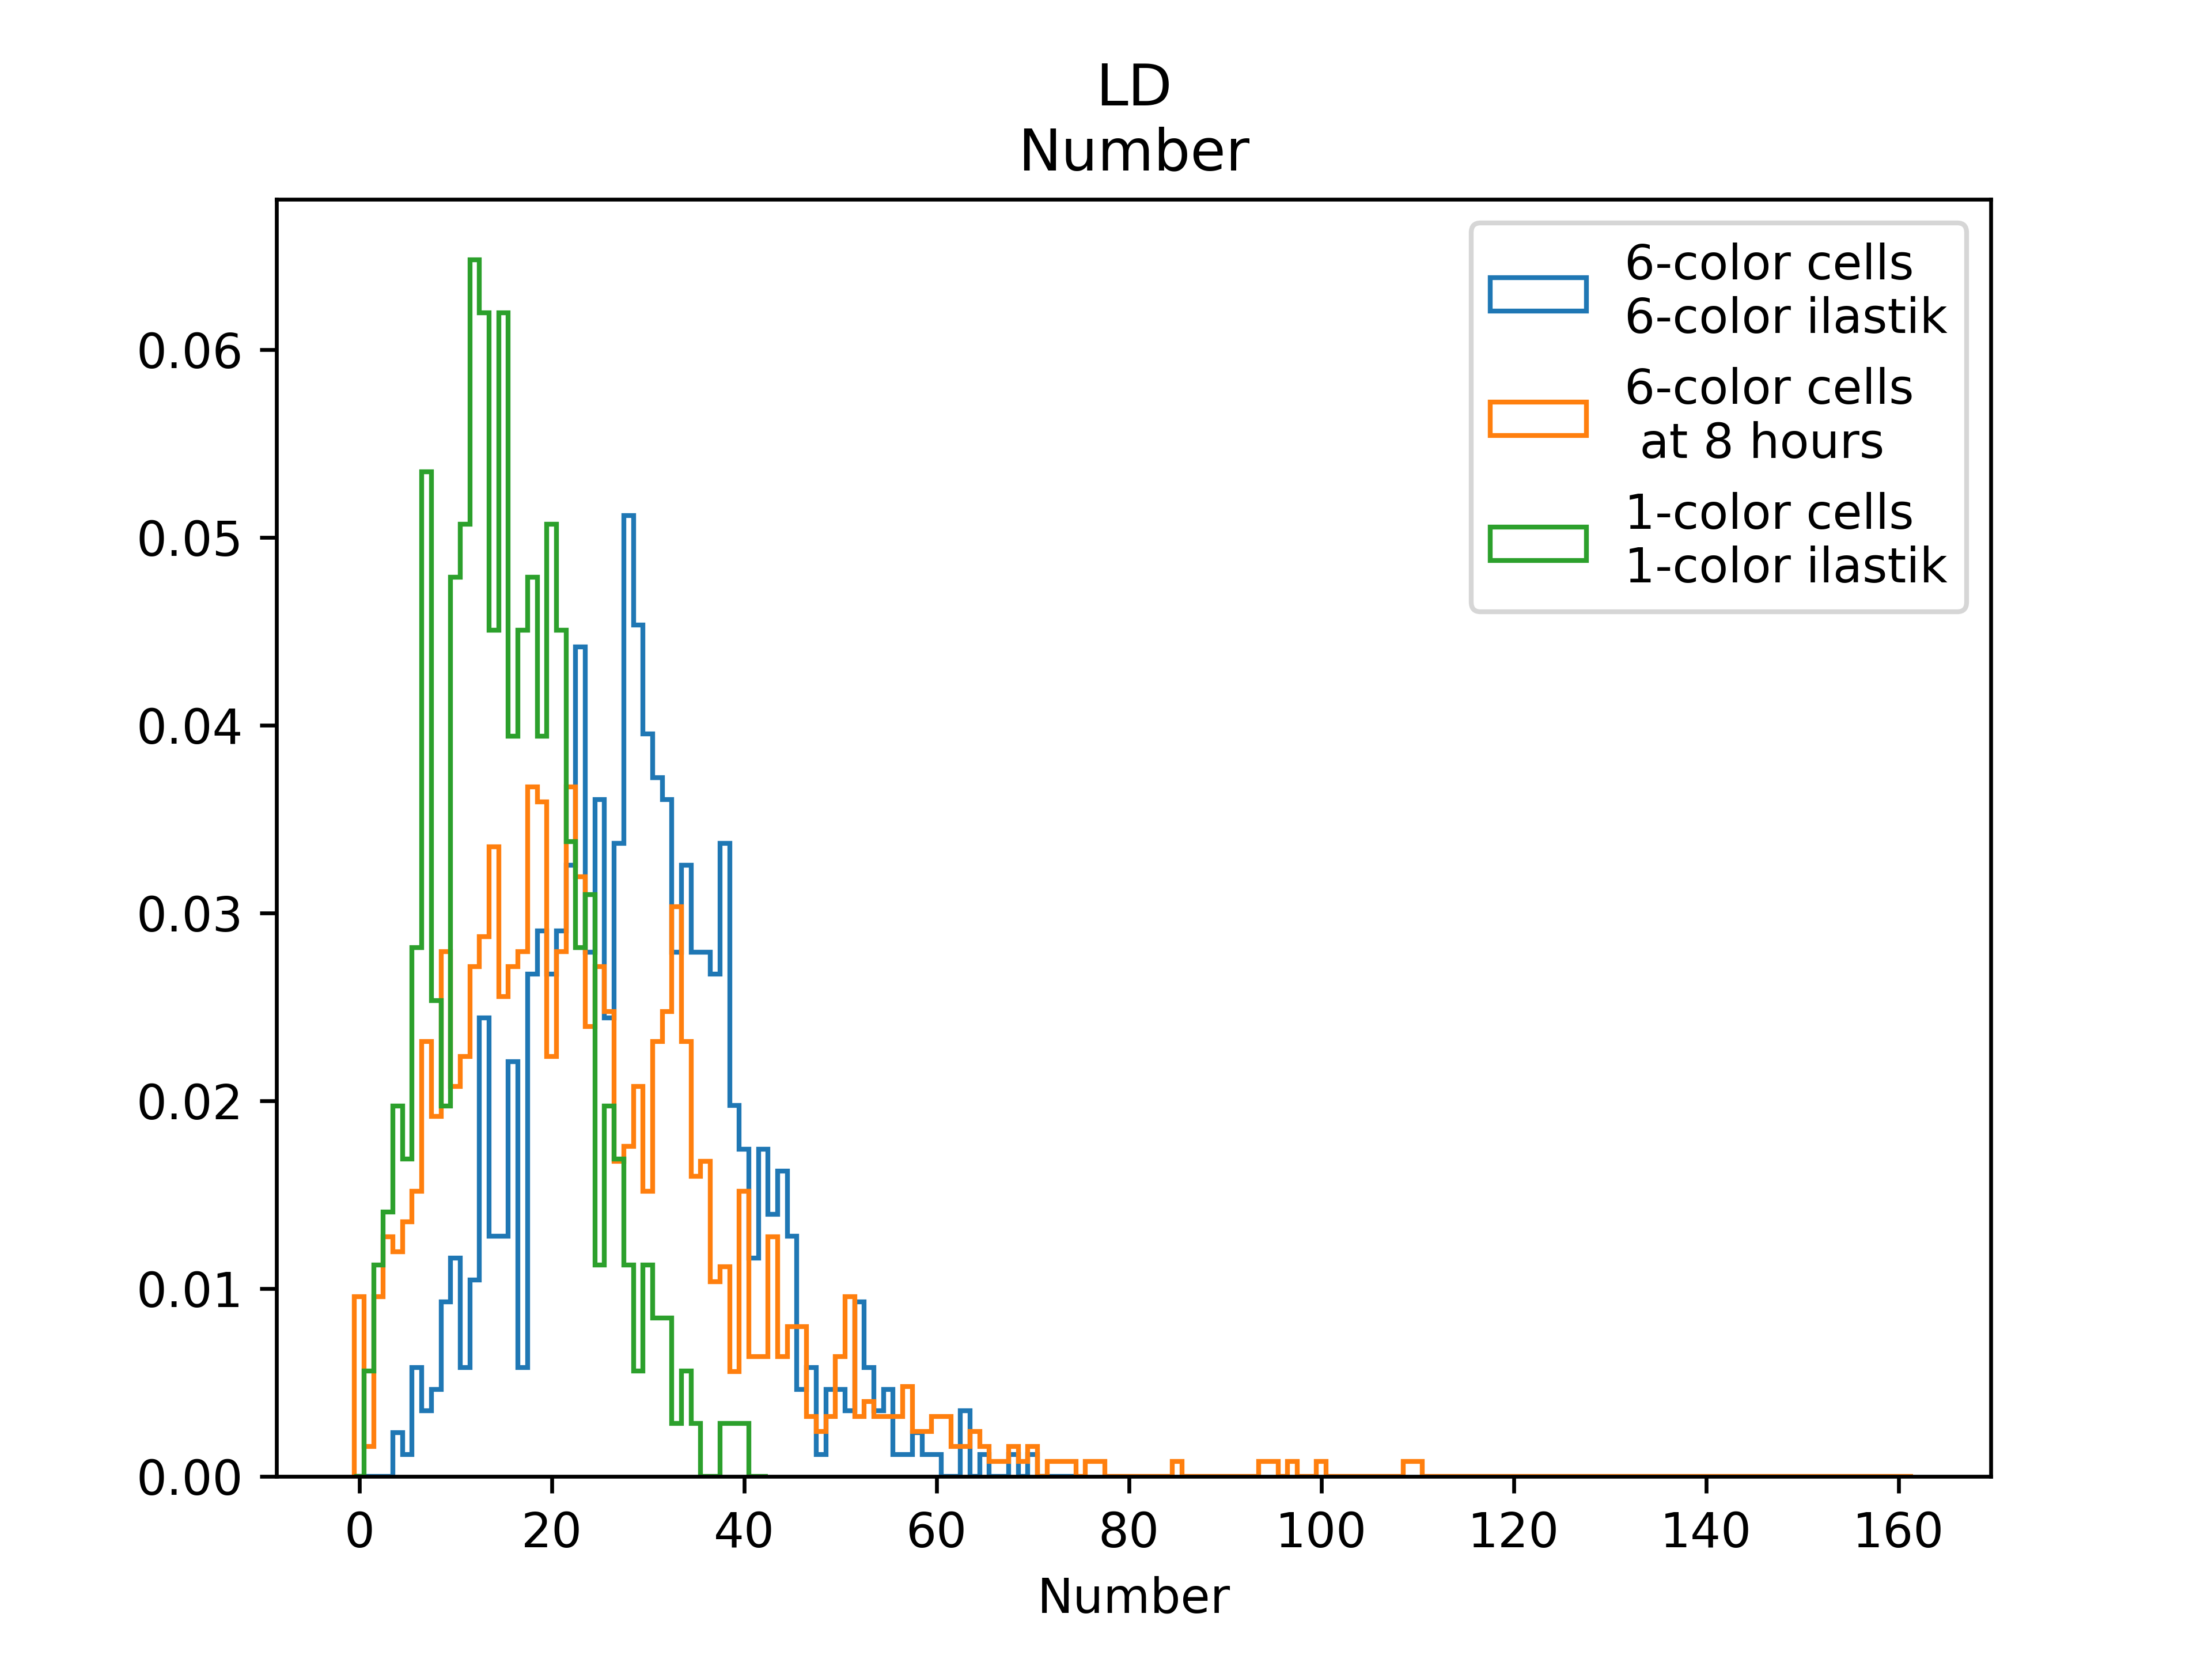 LD
Number
6-color cells
6-color ilastik
6-color cells
at 8 hours
1-color cells
1-color ilastik
0.06
0.05
0.04
0.03
0.02
0.01
0.00
0 20 40 60 80 100 120 140 160
Number